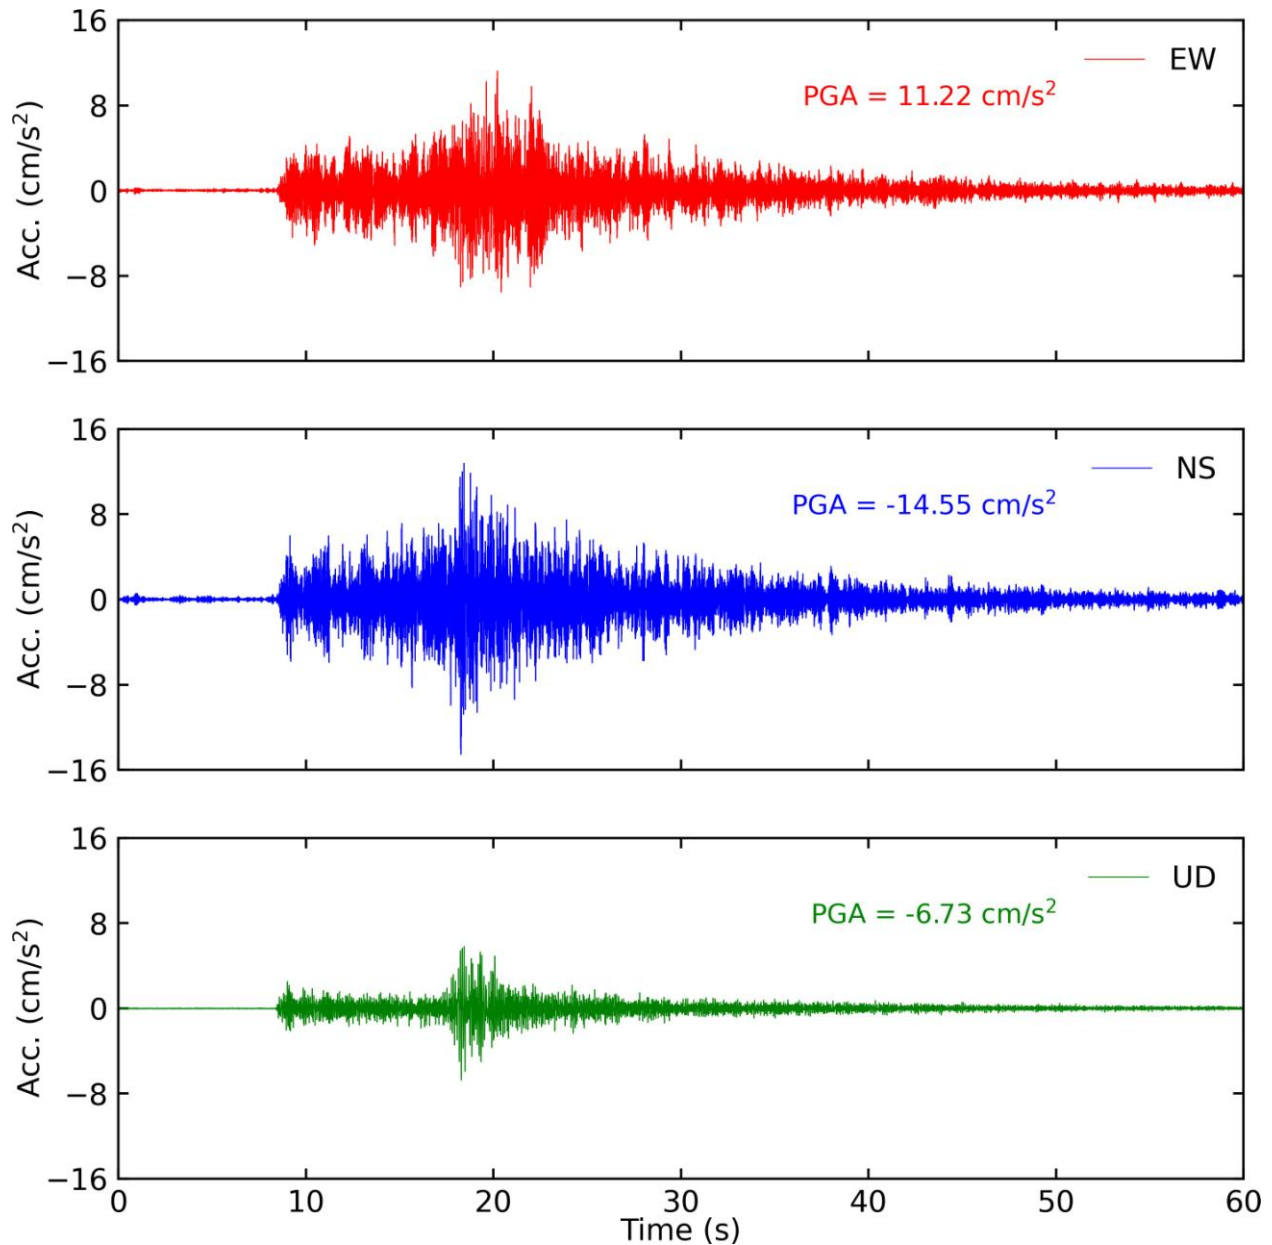 16
EW
PGA = 11.22 cm/s²
8
Acc. (cm/s²)
0
−8
−16
16
NS
PGA = -14.55 cm/s²
8
Acc. (cm/s²)
0
−8
−16
16
UD
PGA = -6.73 cm/s²
8
Acc. (cm/s²)
0
−8
−16
0 10 20 30 40 50 60
Time (s)